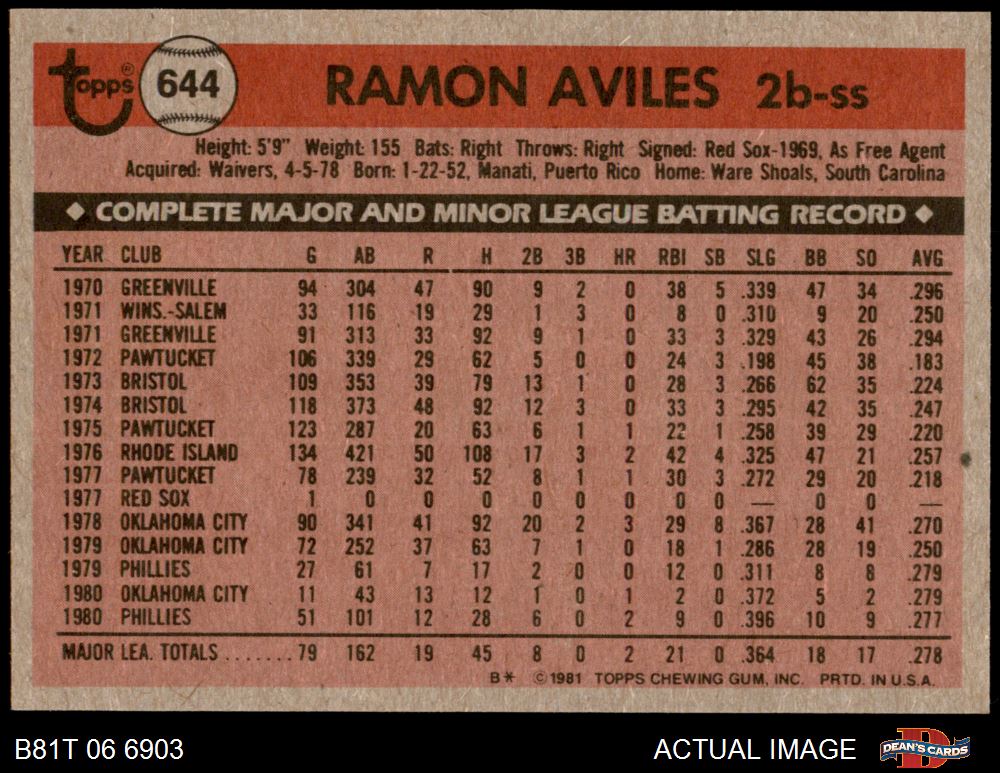 Topps® 644 RAMON AVILES 2b-ss
Height: 5'9" Weight: 155 Bats: Right Throws: Right Signed: Red Sox-1969, As Free Agent
Acquired: Waivers, 4-5-78 Born: 1-22-52, Manati, Puerto Rico Home: Ware Shoals, South Carolina
◆ COMPLETE MAJOR AND MINOR LEAGUE BATTING RECORD ◆
YEAR CLUB G AB R H 2B 3B HR RBI SB SLG BB SO AVG
1970 GREENVILLE 94 304 47 90 9 2 0 38 5 .339 47 34 .296
1971 WINS.-SALEM 33 116 19 29 1 3 0 8 0 .310 9 20 .250
1971 GREENVILLE 91 313 33 92 9 1 0 33 3 .329 43 26 .294
1972 PAWTUCKET 106 339 29 62 5 0 0 24 3 .198 45 38 .183
1973 BRISTOL 109 353 39 79 13 1 0 28 3 .266 62 35 .224
1974 BRISTOL 118 373 48 92 12 3 0 33 3 .295 42 35 .247
1975 PAWTUCKET 123 287 20 63 6 1 1 22 1 .258 39 29 .220
1976 RHODE ISLAND 134 421 50 108 17 3 2 42 4 .325 47 21 .257
1977 PAWTUCKET 78 239 32 52 8 1 1 30 3 .272 29 20 .218
1977 RED SOX 1 0 0 0 0 0 0 0 0 — 0 0 —
1978 OKLAHOMA CITY 90 341 41 92 20 2 3 29 8 .367 28 41 .270
1979 OKLAHOMA CITY 72 252 37 63 7 1 0 18 1 .286 28 19 .250
1979 PHILLIES 27 61 7 17 2 0 0 12 0 .311 8 8 .279
1980 OKLAHOMA CITY 11 43 13 12 1 0 1 2 0 .372 5 2 .279
1980 PHILLIES 51 101 12 28 6 0 2 9 0 .396 10 9 .277
MAJOR LEA. TOTALS ....... 79 162 19 45 8 0 2 21 0 .364 18 17 .278
B* ©1981 TOPPS CHEWING GUM, INC. PRTD. IN U.S.A.
B81T 06 6903 ACTUAL IMAGE DEAN'S CARDS